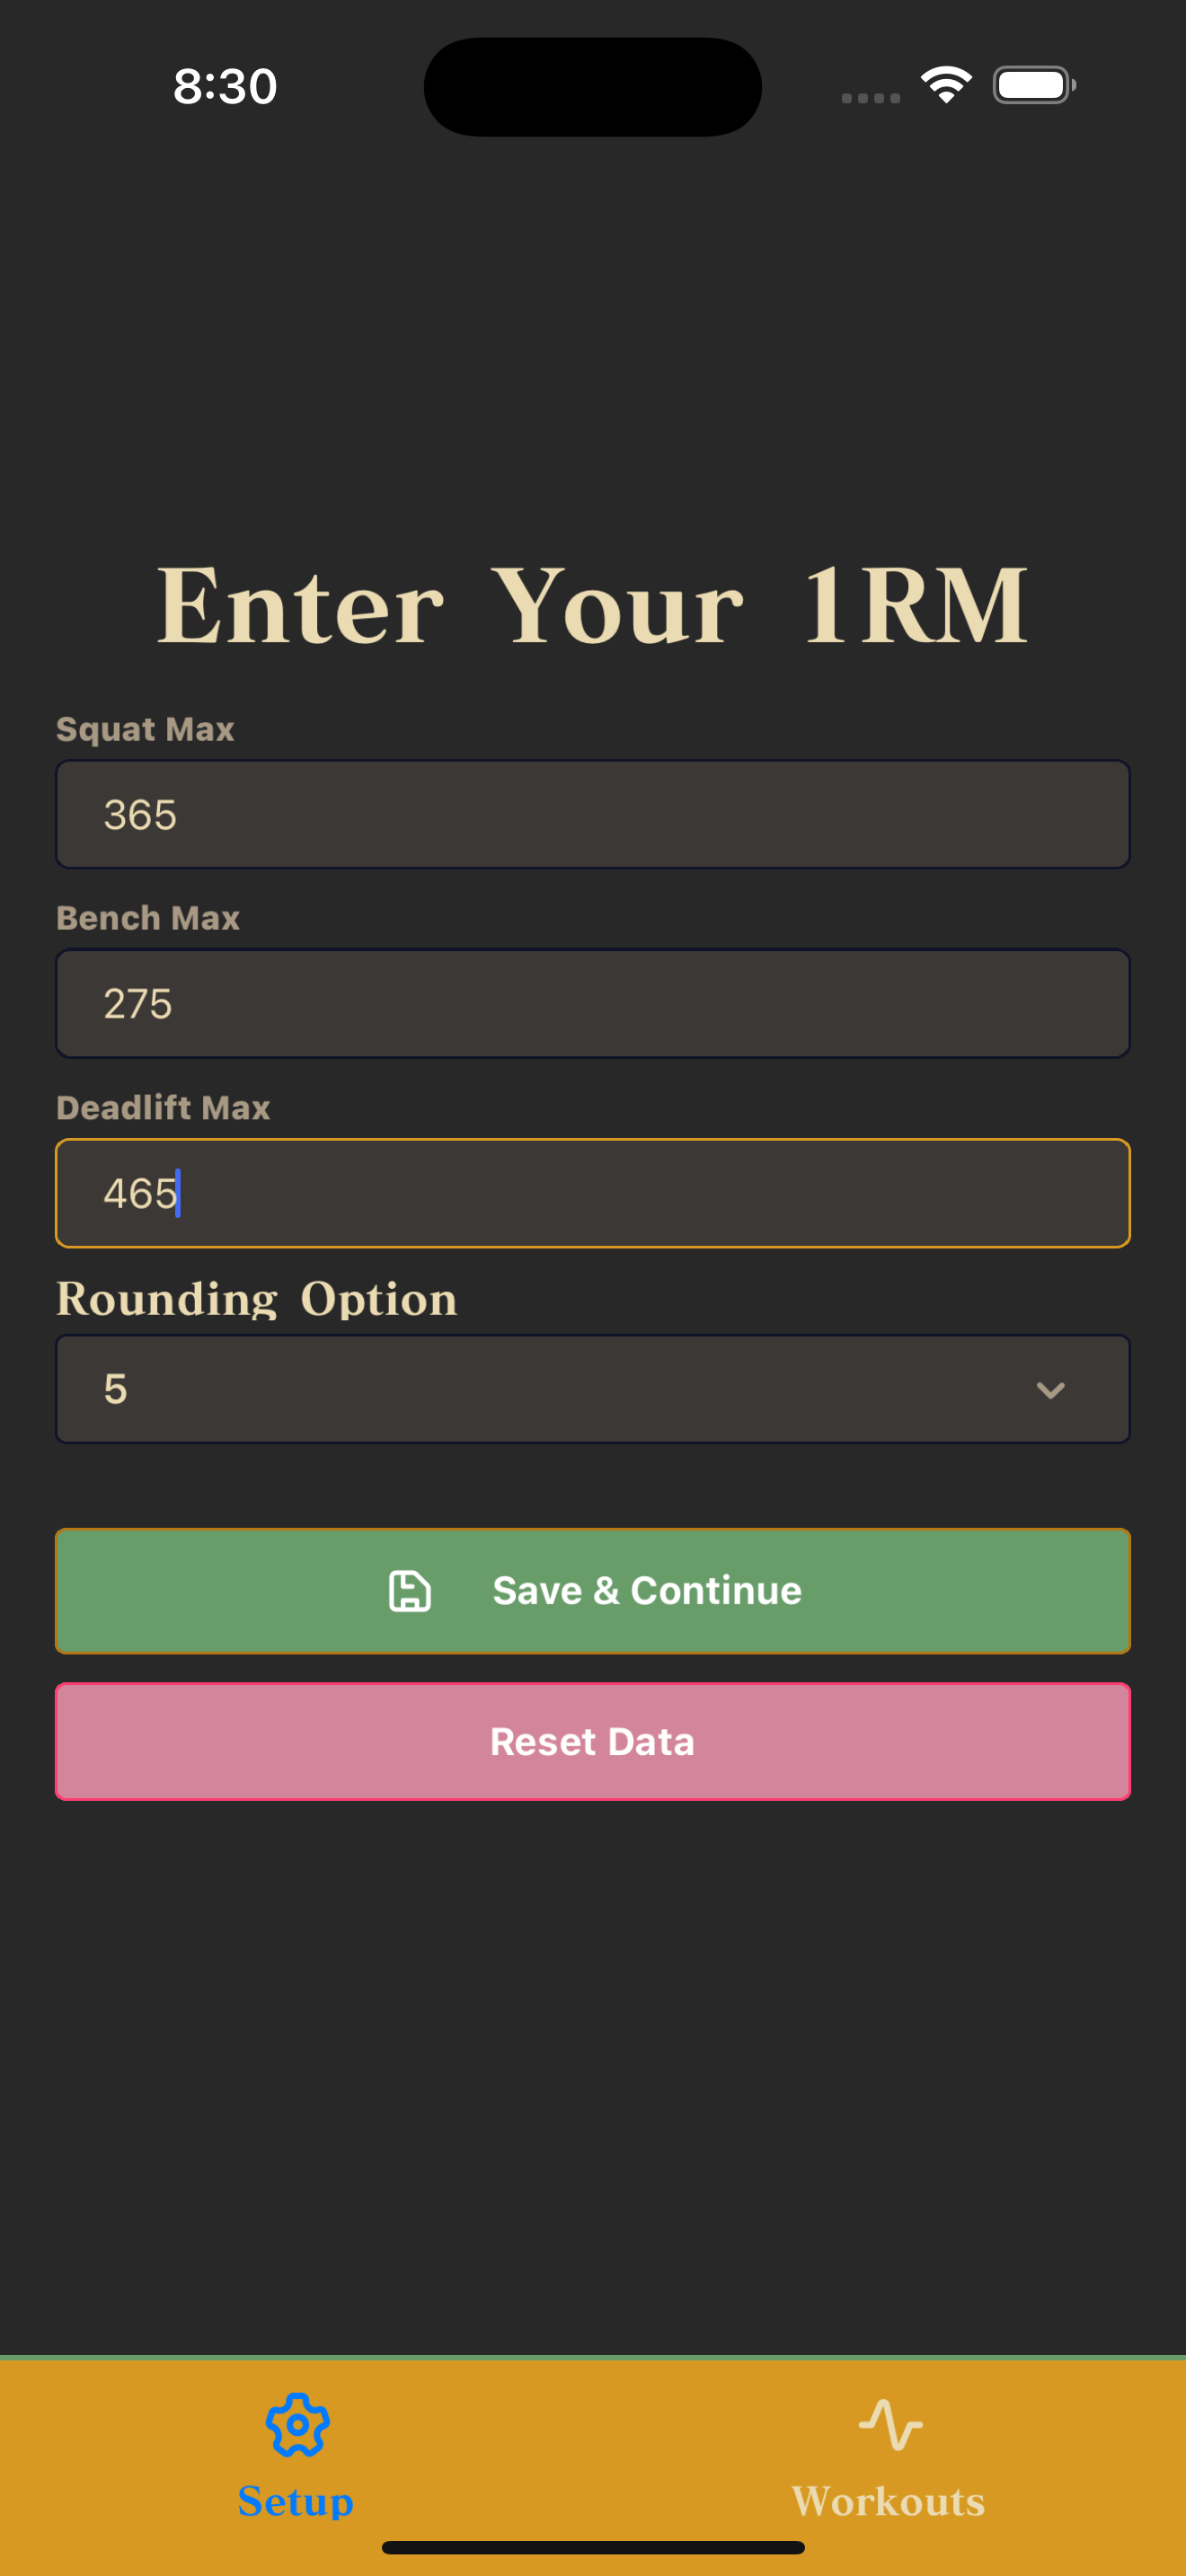 8:30
Enter Your 1RM
Squat Max
365
Bench Max
275
Deadlift Max
465
Rounding Option
5
Save & Continue
Reset Data
Setup
Workouts